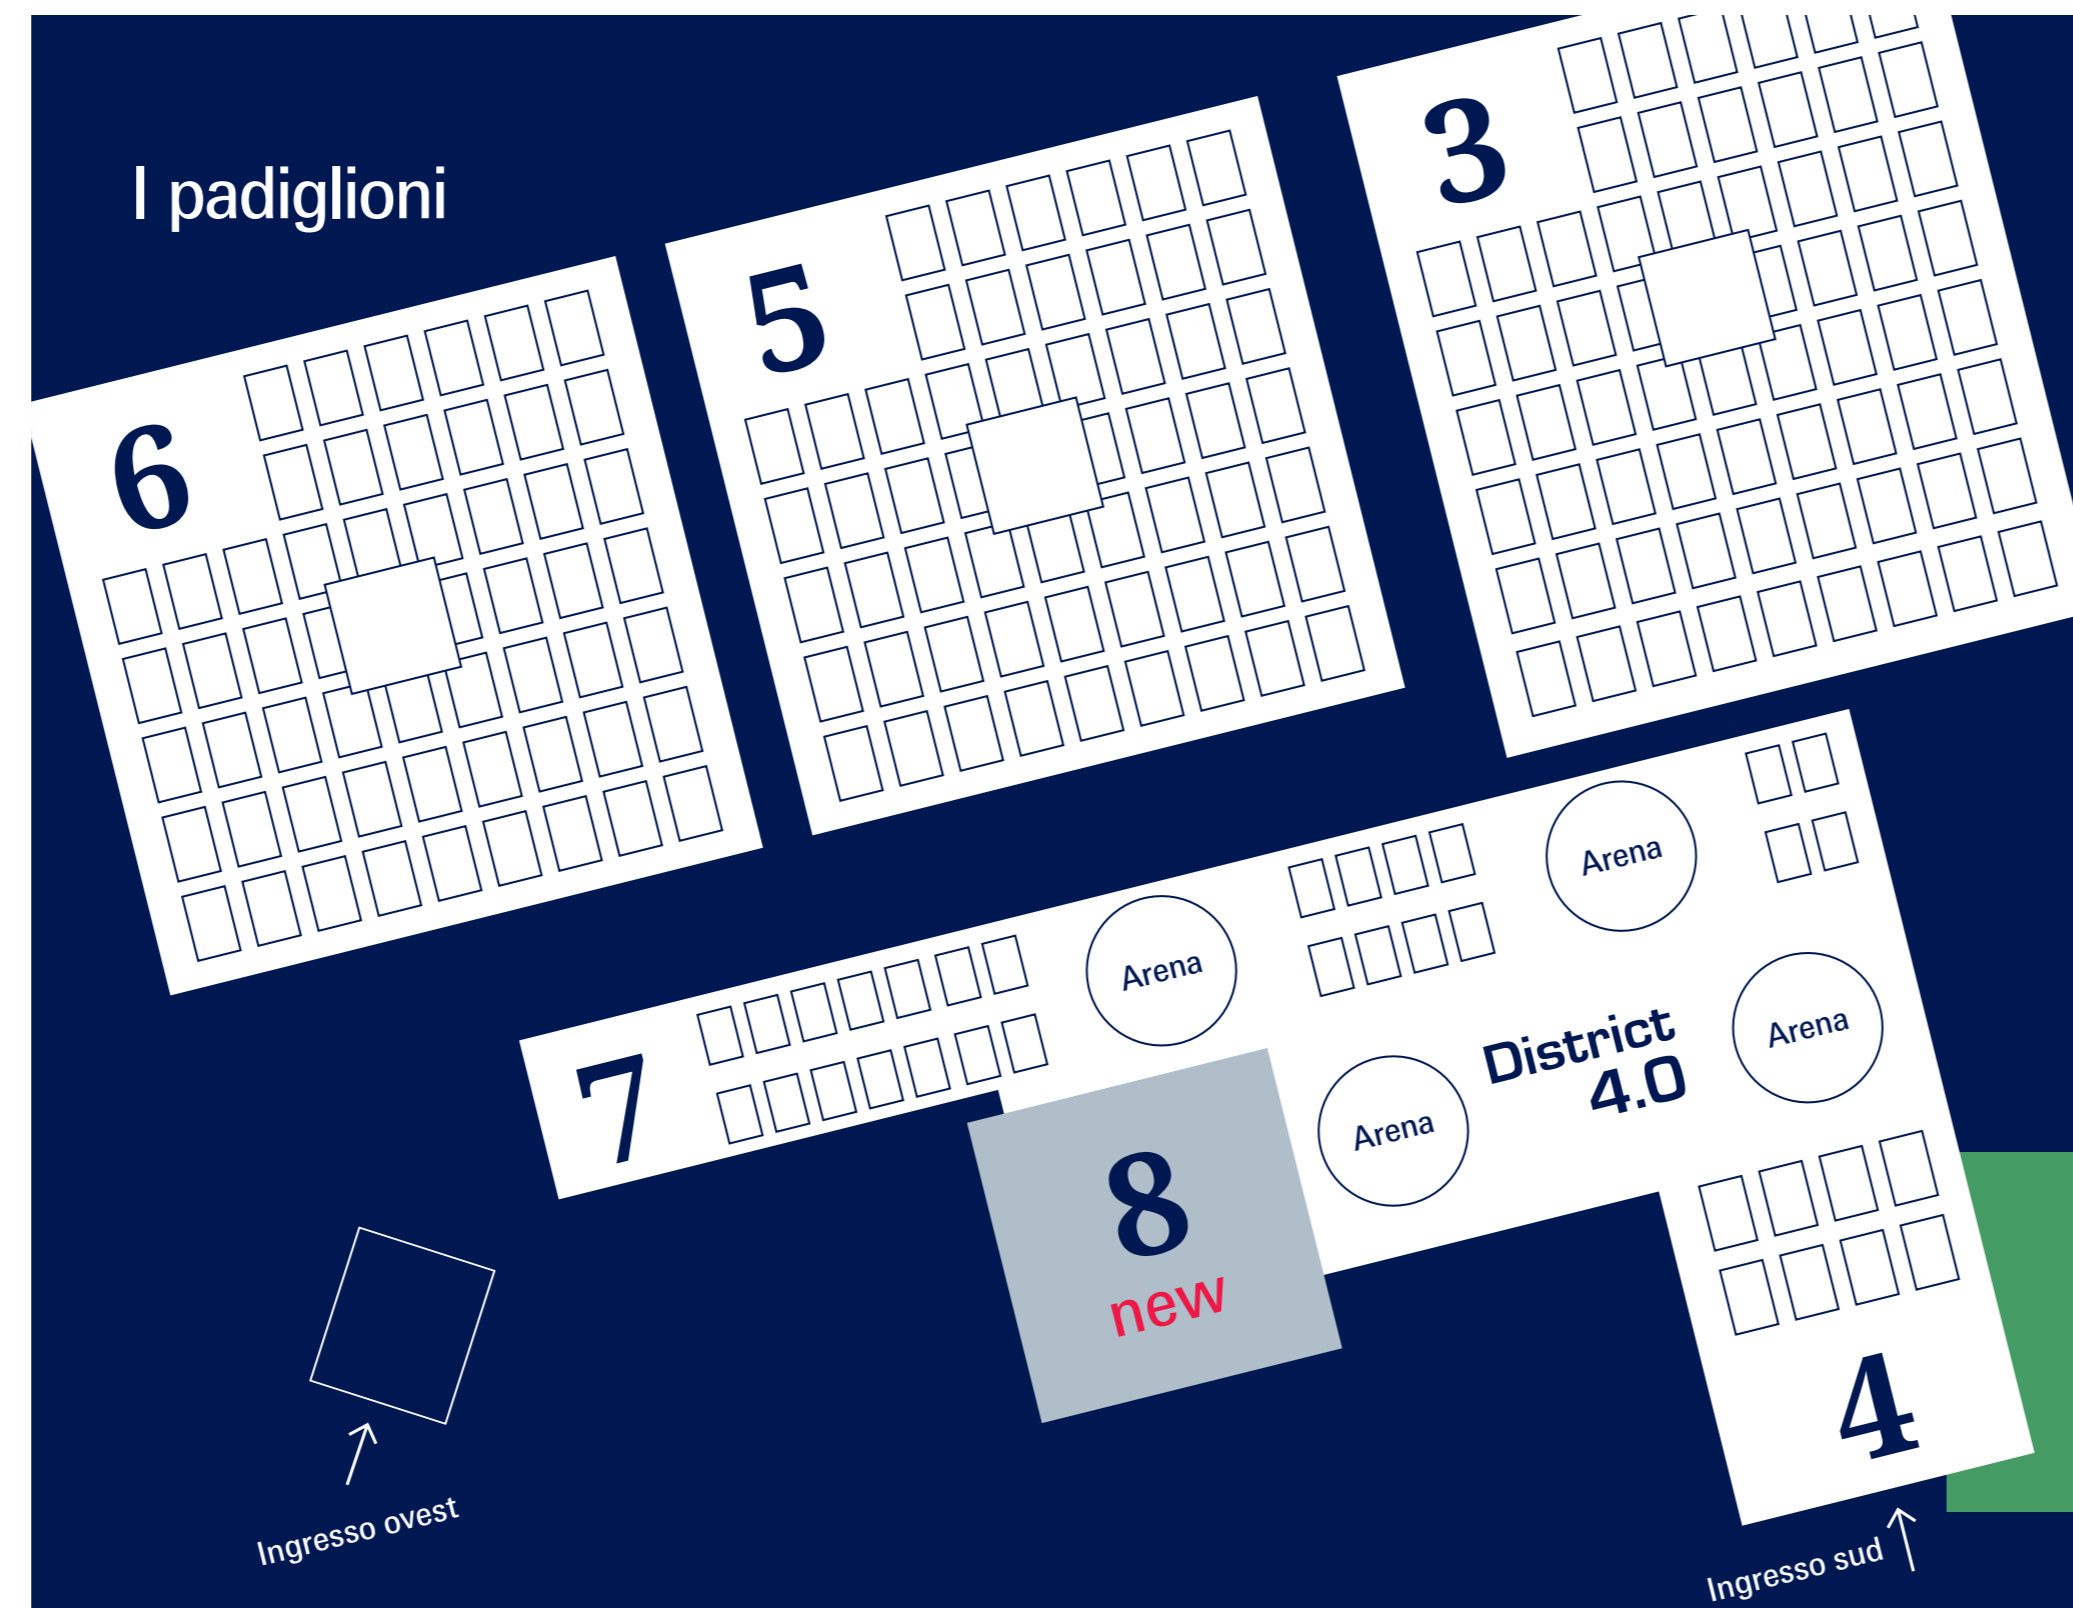 I padiglioni
3
5
6
Arena
Arena
Arena
District
4.0
Arena
7
8
new
4
Ingresso ovest
Ingresso sud